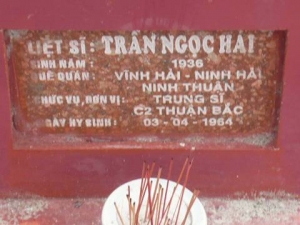 LIỆT SĨ : TRẦN NGỌC HẢI
SINH NĂM : 1936
QUÊ QUÁN : VĨNH HẢI - NINH HẢI
NINH THUẬN
CHỨC VỤ, ĐƠN VỊ : TRUNG SĨ
C2 THUẬN BẮC
NGÀY HY SINH : 03 - 04 - 1964